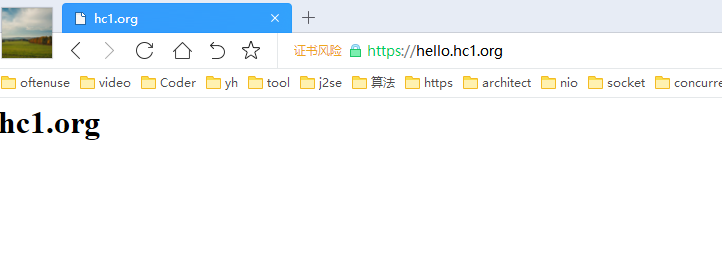 hc1.org
证书风险 https://hello.hc1.org
oftenuse video Coder yh tool j2se 算法 https architect nio socket concurre
hc1.org